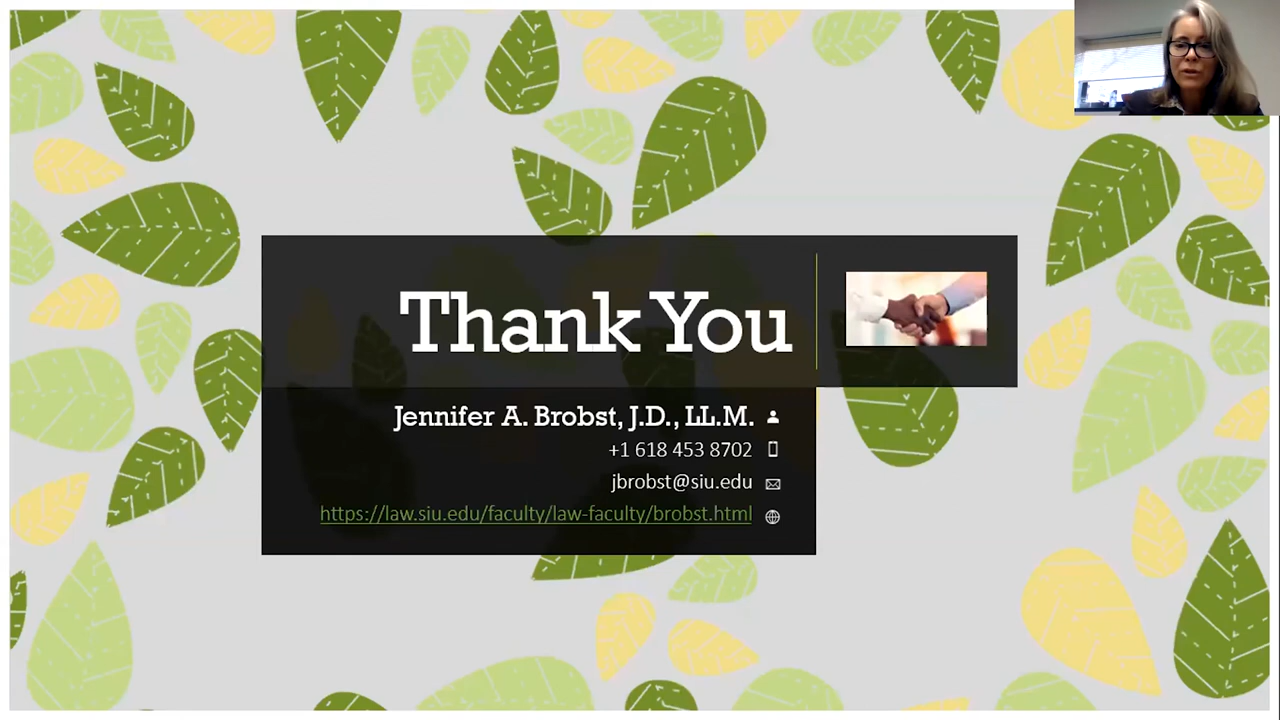 Thank You
Jennifer A. Brobst, J.D., LL.M.
+1 618 453 8702
jbrobst@siu.edu
https://law.siu.edu/faculty/law-faculty/brobst.html